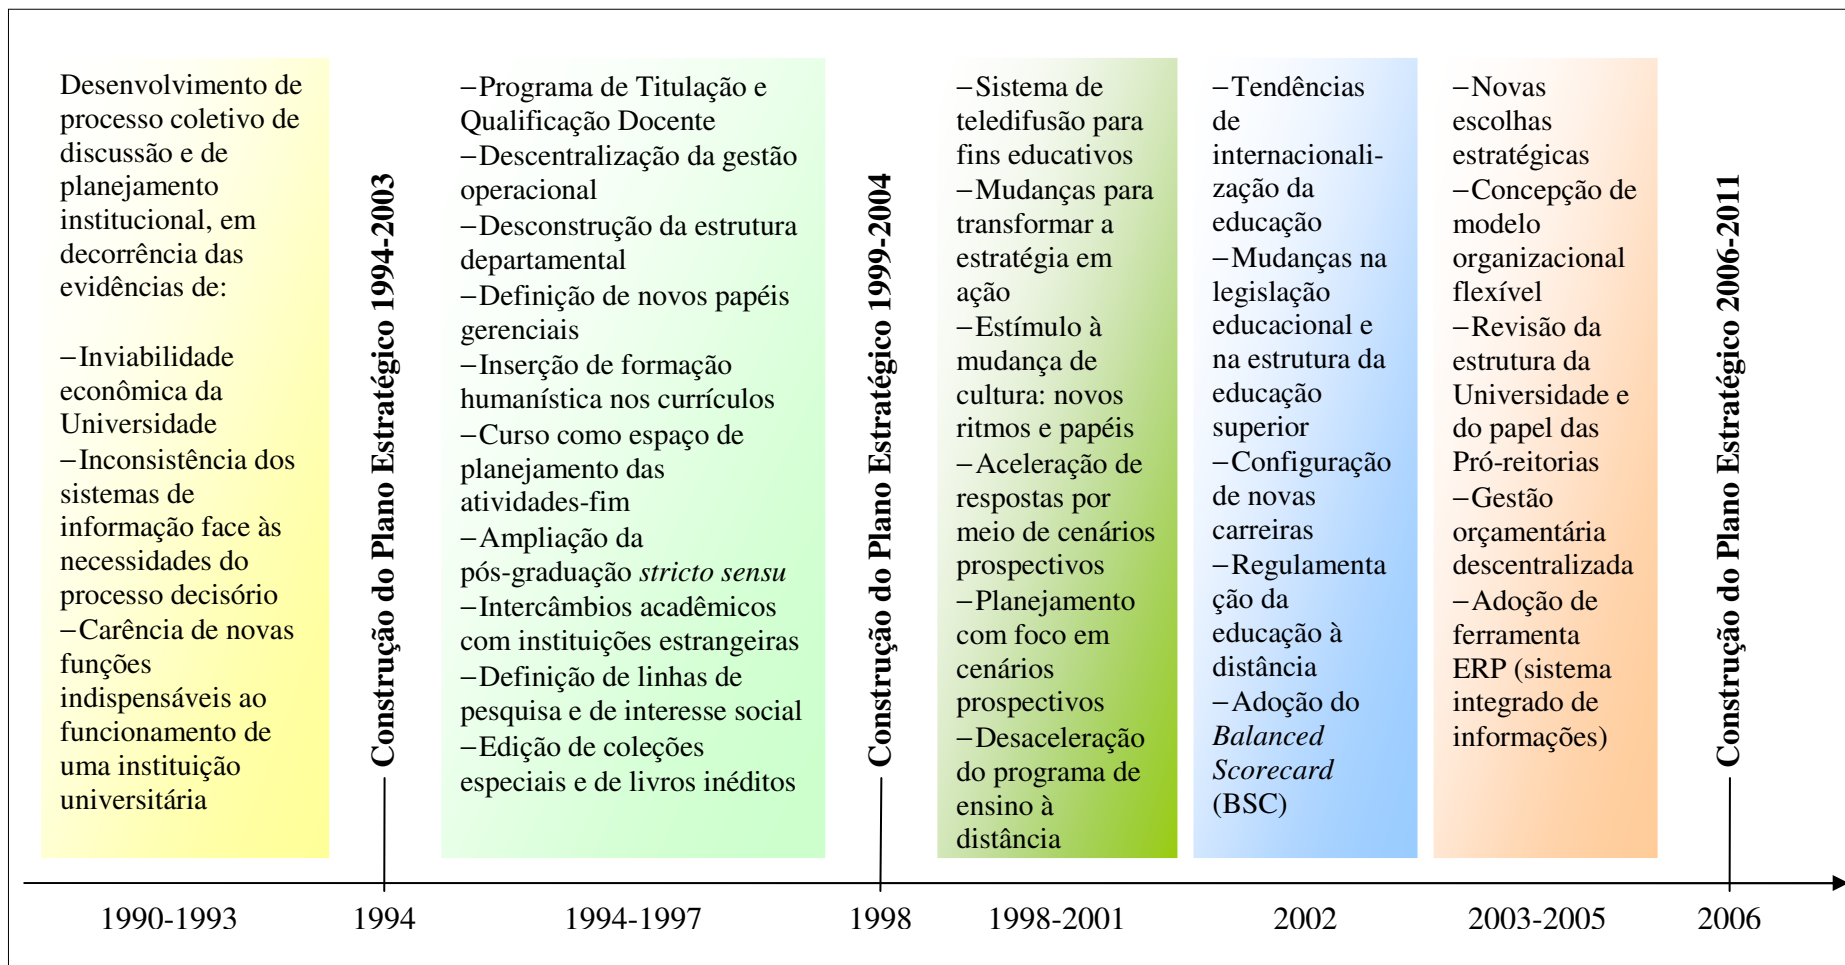 Desenvolvimento de
processo coletivo de
discussão e de
planejamento
institucional, em
decorrência das
evidências de:
−Inviabilidade
econômica da
Universidade
−Inconsistência dos
sistemas de
informação face às
necessidades do
processo decisório
−Carência de novas
funções
indispensáveis ao
funcionamento de
uma instituição
universitária
Construção do Plano Estratégico 1994-2003
−Programa de Titulação e
Qualificação Docente
−Descentralização da gestão
operacional
−Desconstrução da estrutura
departamental
−Definição de novos papéis
gerenciais
−Inserção de formação
humanística nos currículos
−Curso como espaço de
planejamento das
atividades-fim
−Ampliação da
pós-graduação stricto sensu
−Intercâmbios acadêmicos
com instituições estrangeiras
−Definição de linhas de
pesquisa e de interesse social
−Edição de coleções
especiais e de livros inéditos
Construção do Plano Estratégico 1999-2004
−Sistema de
teledifusão para
fins educativos
−Mudanças para
transformar a
estratégia em
ação
−Estímulo à
mudança de
cultura: novos
ritmos e papéis
−Aceleração de
respostas por
meio de cenários
prospectivos
−Planejamento
com foco em
cenários
prospectivos
−Desaceleração
do programa de
ensino à
distância
−Tendências
de
internacionali-
zação da
educação
−Mudanças na
legislação
educacional e
na estrutura da
educação
superior
−Configuração
de novas
carreiras
−Regulamenta
ção da
educação à
distância
−Adoção do
Balanced
Scorecard
(BSC)
−Novas
escolhas
estratégicas
−Concepção de
modelo
organizacional
flexível
−Revisão da
estrutura da
Universidade e
do papel das
Pró-reitorias
−Gestão
orçamentária
descentralizada
−Adoção de
ferramenta
ERP (sistema
integrado de
informações)
Construção do Plano Estratégico 2006-2011
1990-1993
1994
1994-1997
1998
1998-2001
2002
2003-2005
2006